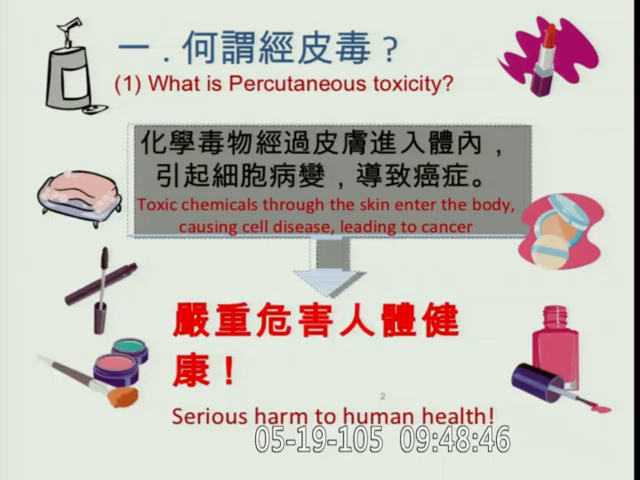 一．何謂經皮毒？
(1) What is Percutaneous toxicity?
化學毒物經過皮膚進入體內，
引起細胞病變，導致癌症。
Toxic chemicals through the skin enter the body,
causing cell disease, leading to cancer
嚴重危害人體健
康！
2
Serious harm to human health!
05-19-105 09:48:46